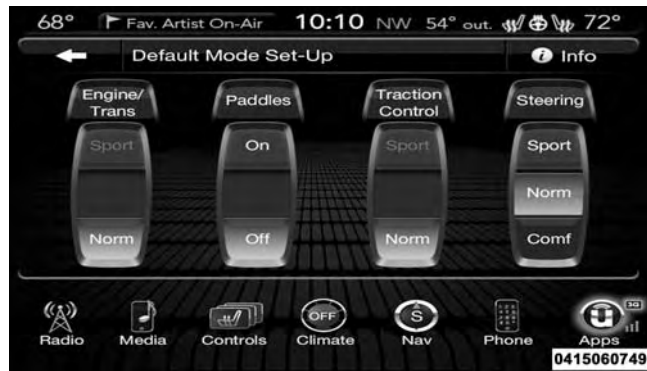 68° Fav. Artist On-Air 10:10 NW 54° out. 72°
Default Mode Set-Up i Info
Engine/
Trans
Paddles
Traction
Control
Steering
Sport On Sport Sport
Norm
Norm Off Norm Comf
OFF S U 3G
Radio Media Controls Climate Nav Phone Apps
0415060749